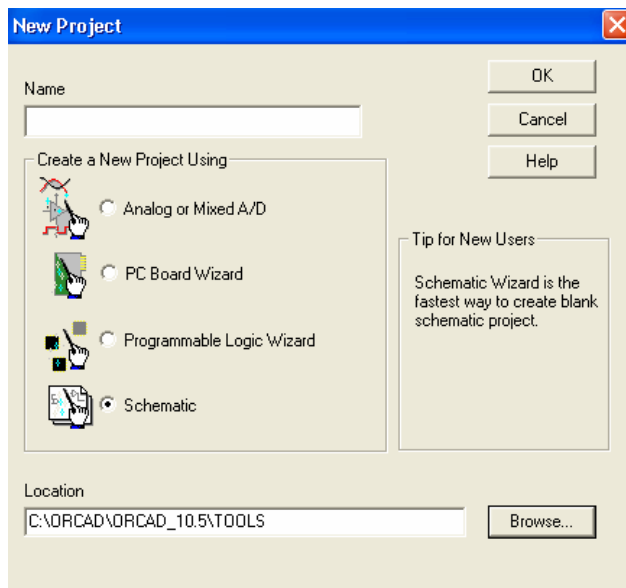 New Project
Name
OK
Cancel
Help
Create a New Project Using
Analog or Mixed A/D
PC Board Wizard
Programmable Logic Wizard
Schematic
Tip for New Users
Schematic Wizard is the
fastest way to create blank
schematic project.
Location
C:\ORCAD\ORCAD_10.5\TOOLS
Browse...